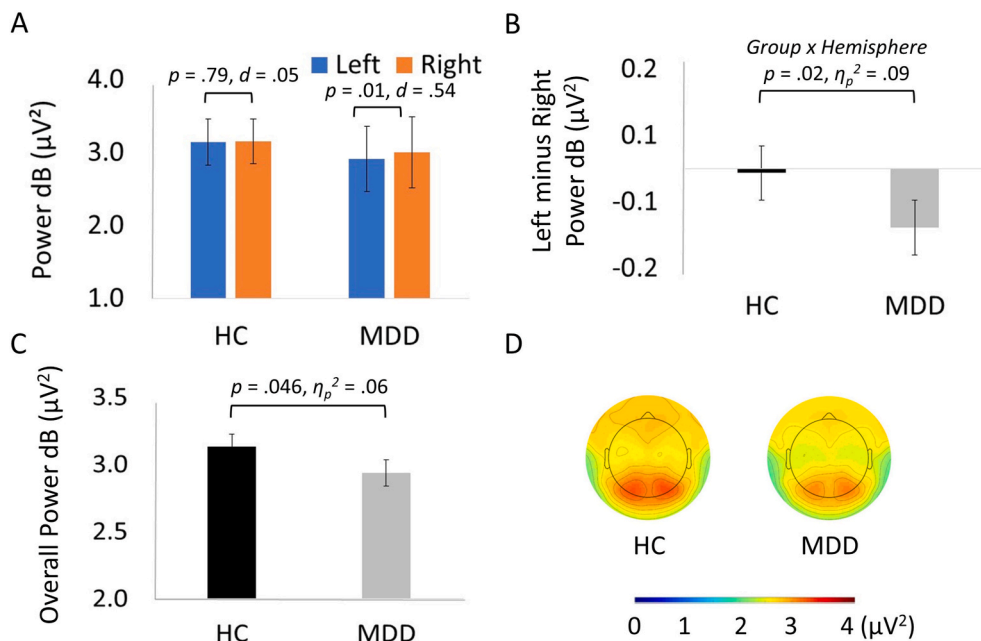 A
Left Right
p = .79, d = .05
p = .01, d = .54
4.0
3.0
2.0
1.0
Power dB (µV²)
HC MDD
B
Group x Hemisphere
p = .02, ηp² = .09
0.2
0.1
-0.1
-0.2
Left minus Right
Power dB (µV²)
HC MDD
C
p = .046, ηp² = .06
3.5
3.0
2.5
2.0
Overall Power dB (µV²)
HC MDD
D
HC MDD
0 1 2 3 4 (µV²)